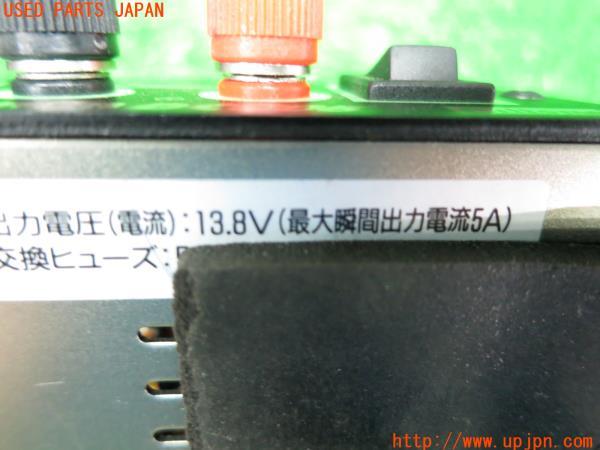 USED PARTS JAPAN
出力電圧(電流):13.8V(最大瞬間出力電流5A)
交換ヒューズ:
http://www.upjpn.com/